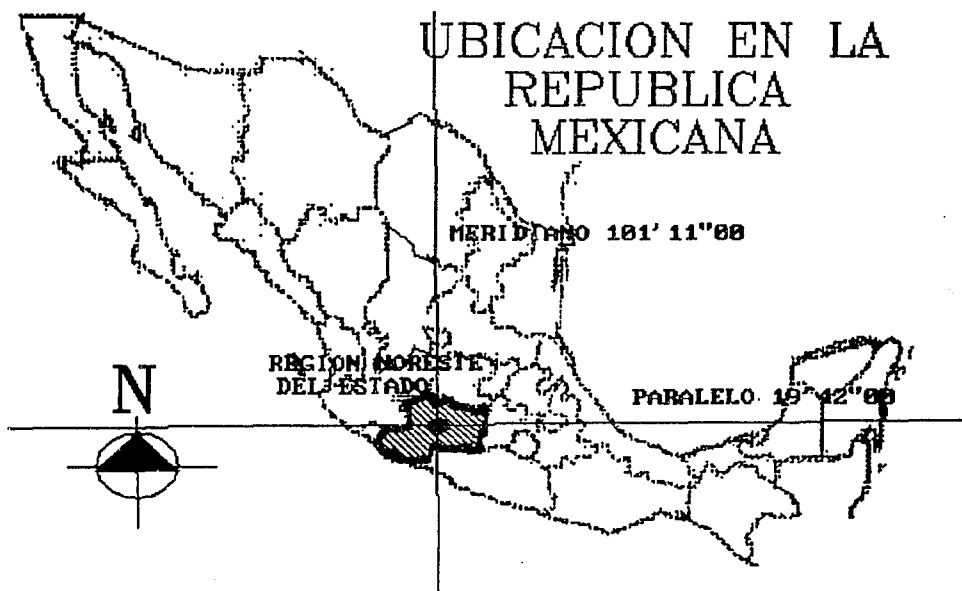 UBICACION EN LA
REPUBLICA
MEXICANA
MERIDIANO 101' 11"00
REGION NORESTE
DEL ESTADO
PARALELO 19"42"00
N